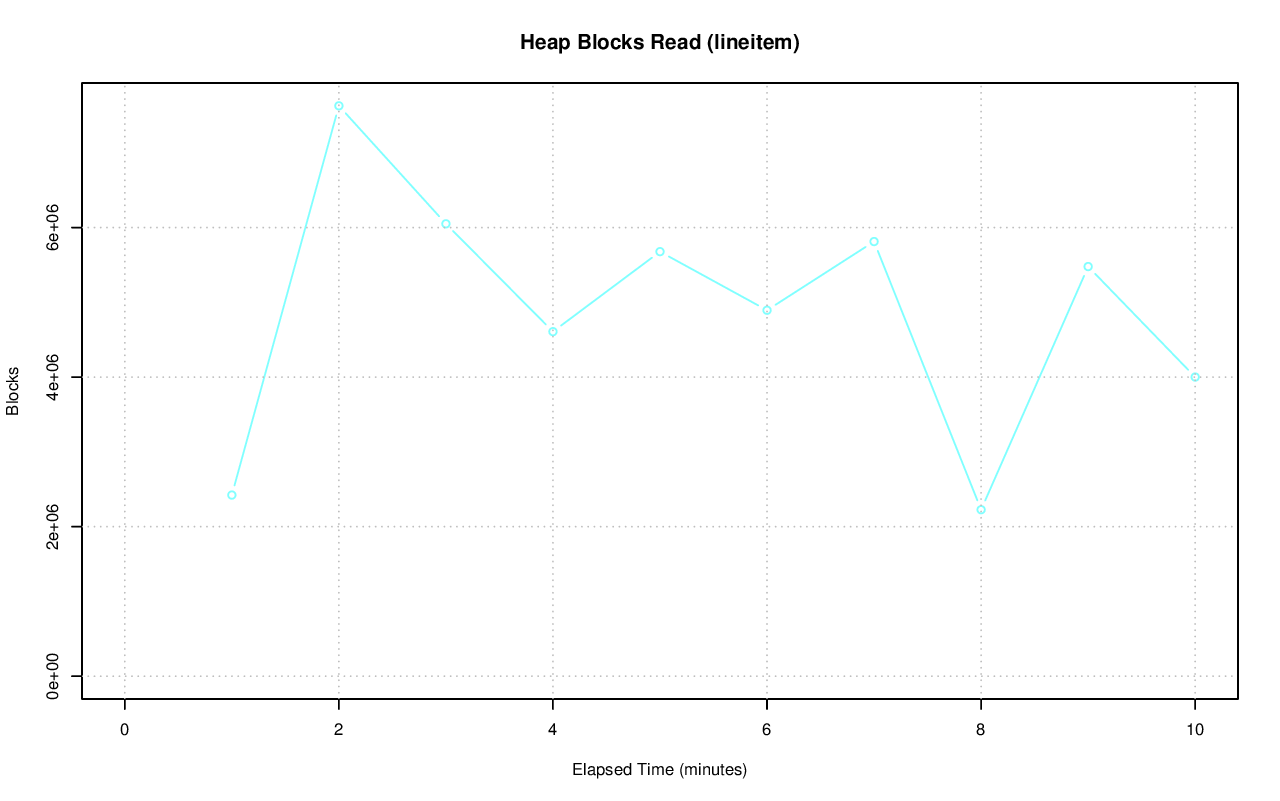 Heap Blocks Read (lineitem)
Blocks
6e+06
4e+06
2e+06
0e+00
0 2 4 6 8 10
Elapsed Time (minutes)